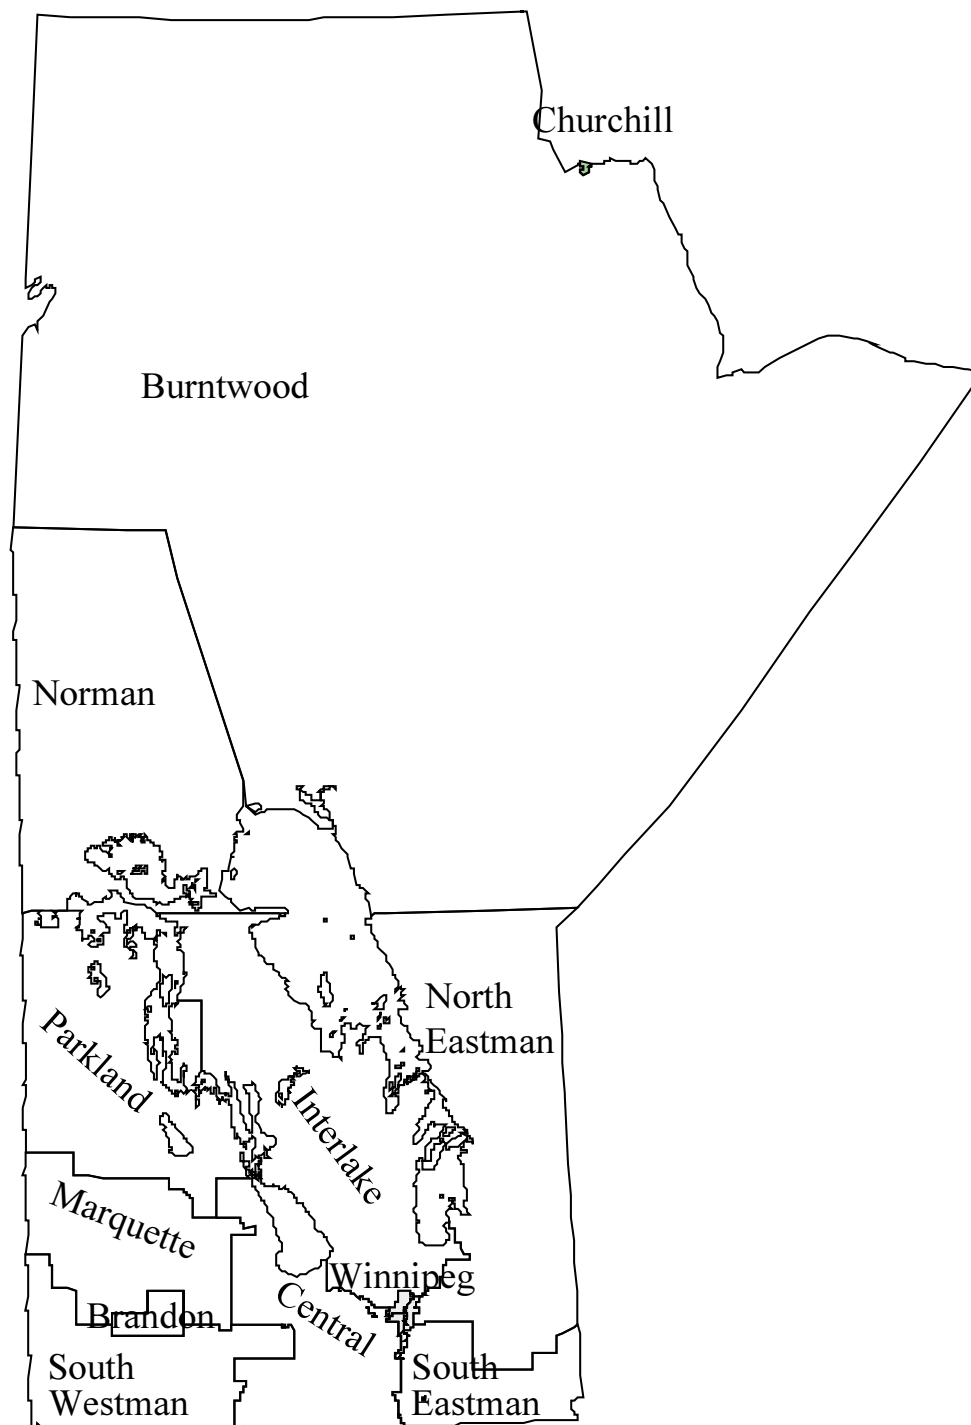 Churchill
Burntwood
Norman
North
Eastman
Parkland
Interlake
Marquette
Winnipeg
Central
Brandon
South
Westman
South
Eastman